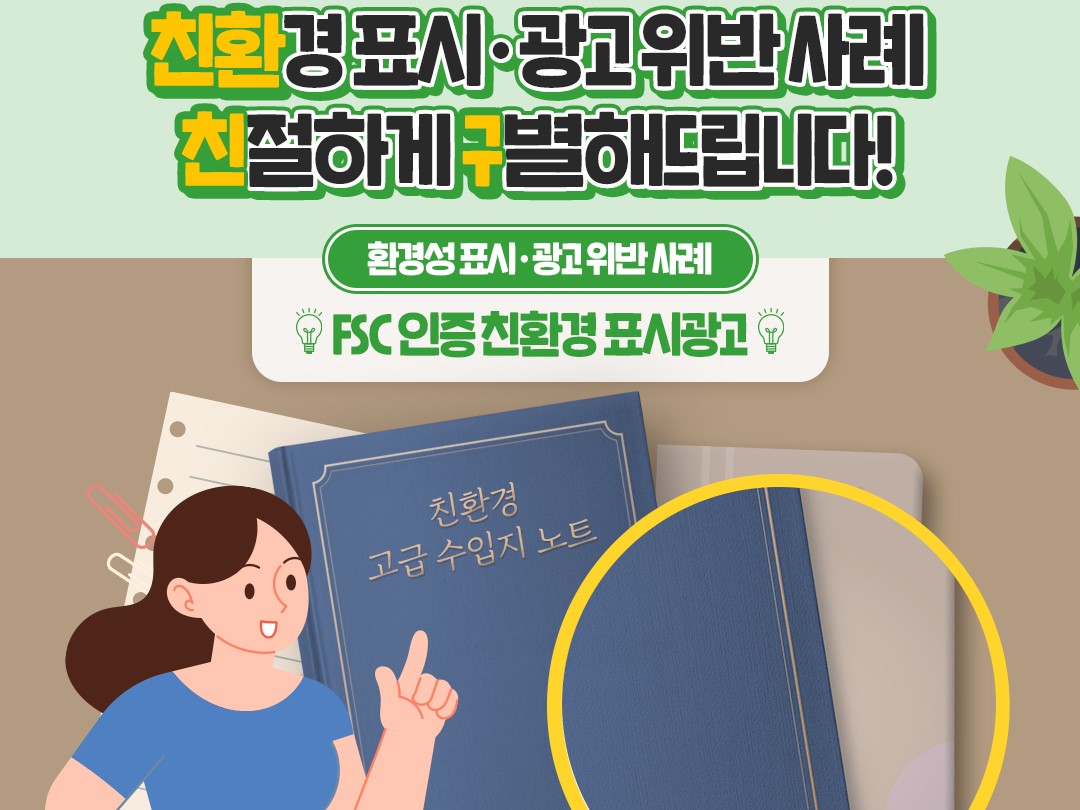 친환경 표시·광고 위반 사례
친절하게 구별해드립니다!
환경성 표시·광고 위반 사례
FSC 인증 친환경 표시광고
친환경
고급 수입지 노트